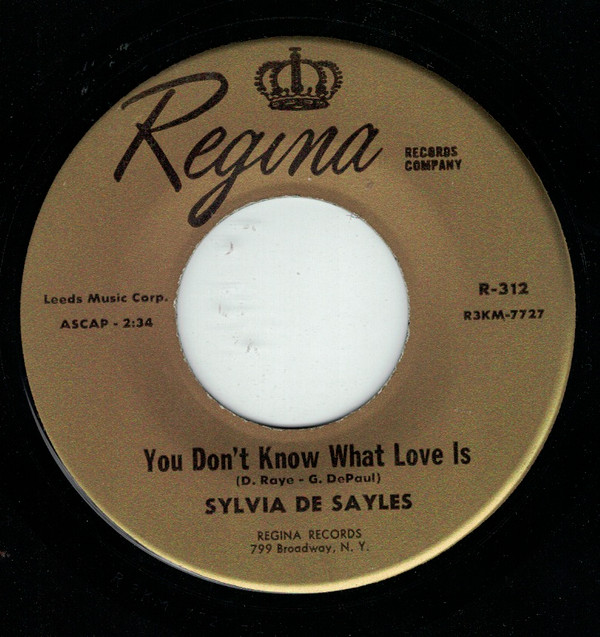 Regina
RECORDS
COMPANY
Leeds Music Corp.
ASCAP - 2:34
R-312
R3KM-7727
You Don't Know What Love Is
(D. Raye - G. DePaul)
SYLVIA DE SAYLES
REGINA RECORDS
799 Broadway, N. Y.